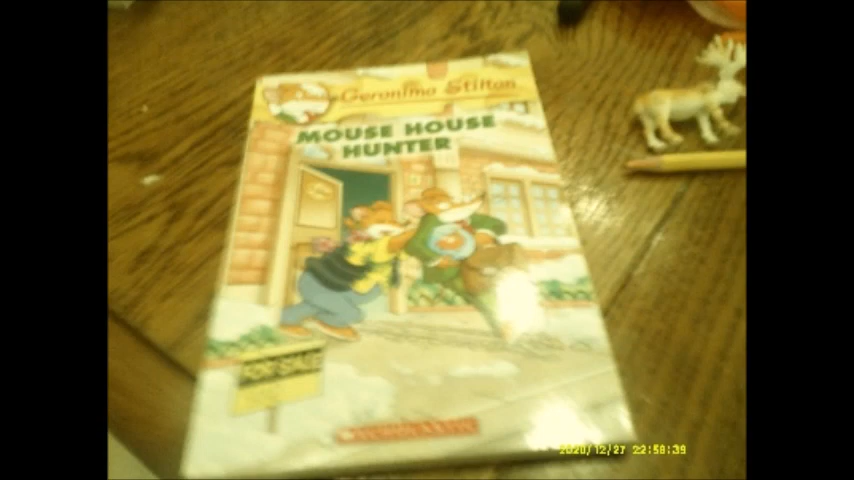 Geronimo Stilton
MOUSE HOUSE
HUNTER
FOR SALE
SCHOLASTIC
2020/12/27 22:58:39